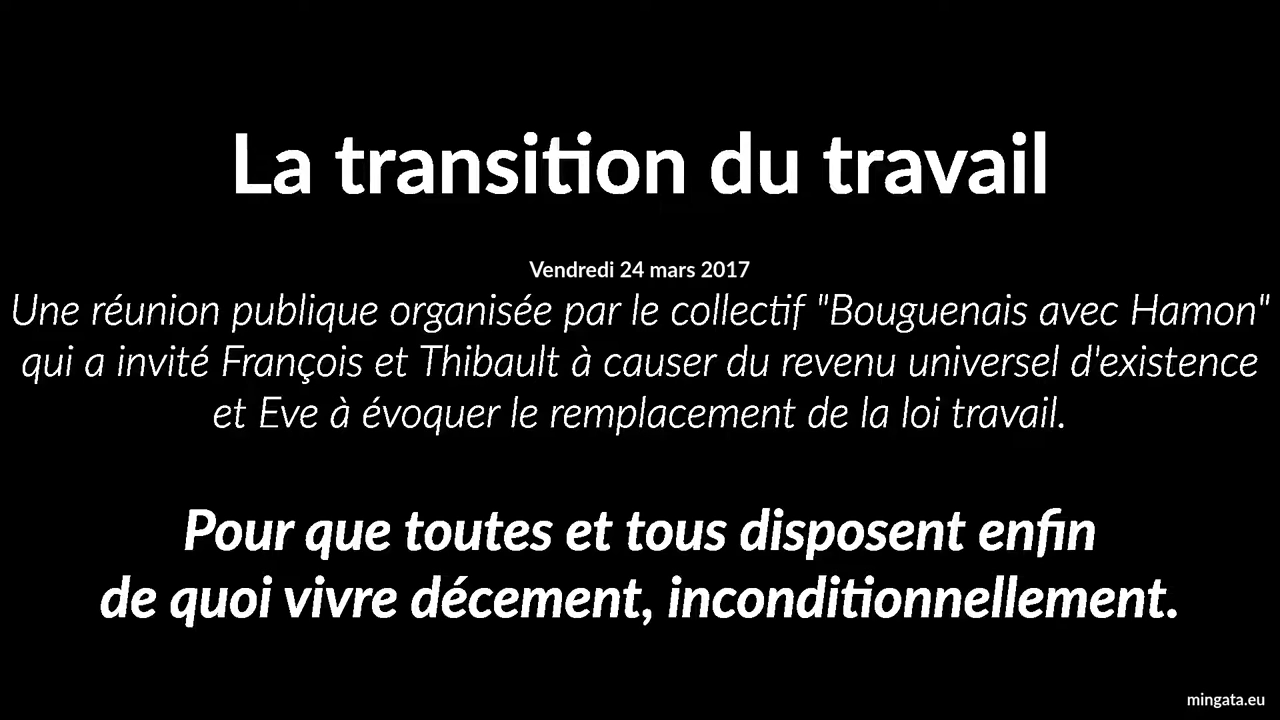 La transition du travail
Vendredi 24 mars 2017
Une réunion publique organisée par le collectif "Bouguenais avec Hamon"
qui a invité François et Thibault à causer du revenu universel d'existence
et Eve à évoquer le remplacement de la loi travail.
Pour que toutes et tous disposent enfin
de quoi vivre décement, inconditionnellement.
mingata.eu